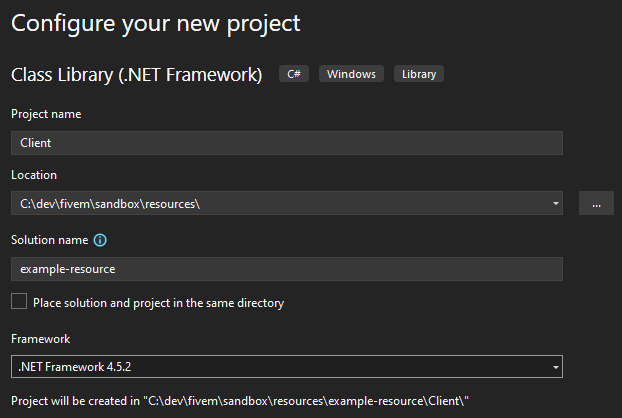 Configure your new project
Class Library (.NET Framework) C# Windows Library
Project name
Client
Location
C:\dev\fivem\sandbox\resources\
...
Solution name
example-resource
Place solution and project in the same directory
Framework
.NET Framework 4.5.2
Project will be created in "C:\dev\fivem\sandbox\resources\example-resource\Client\"